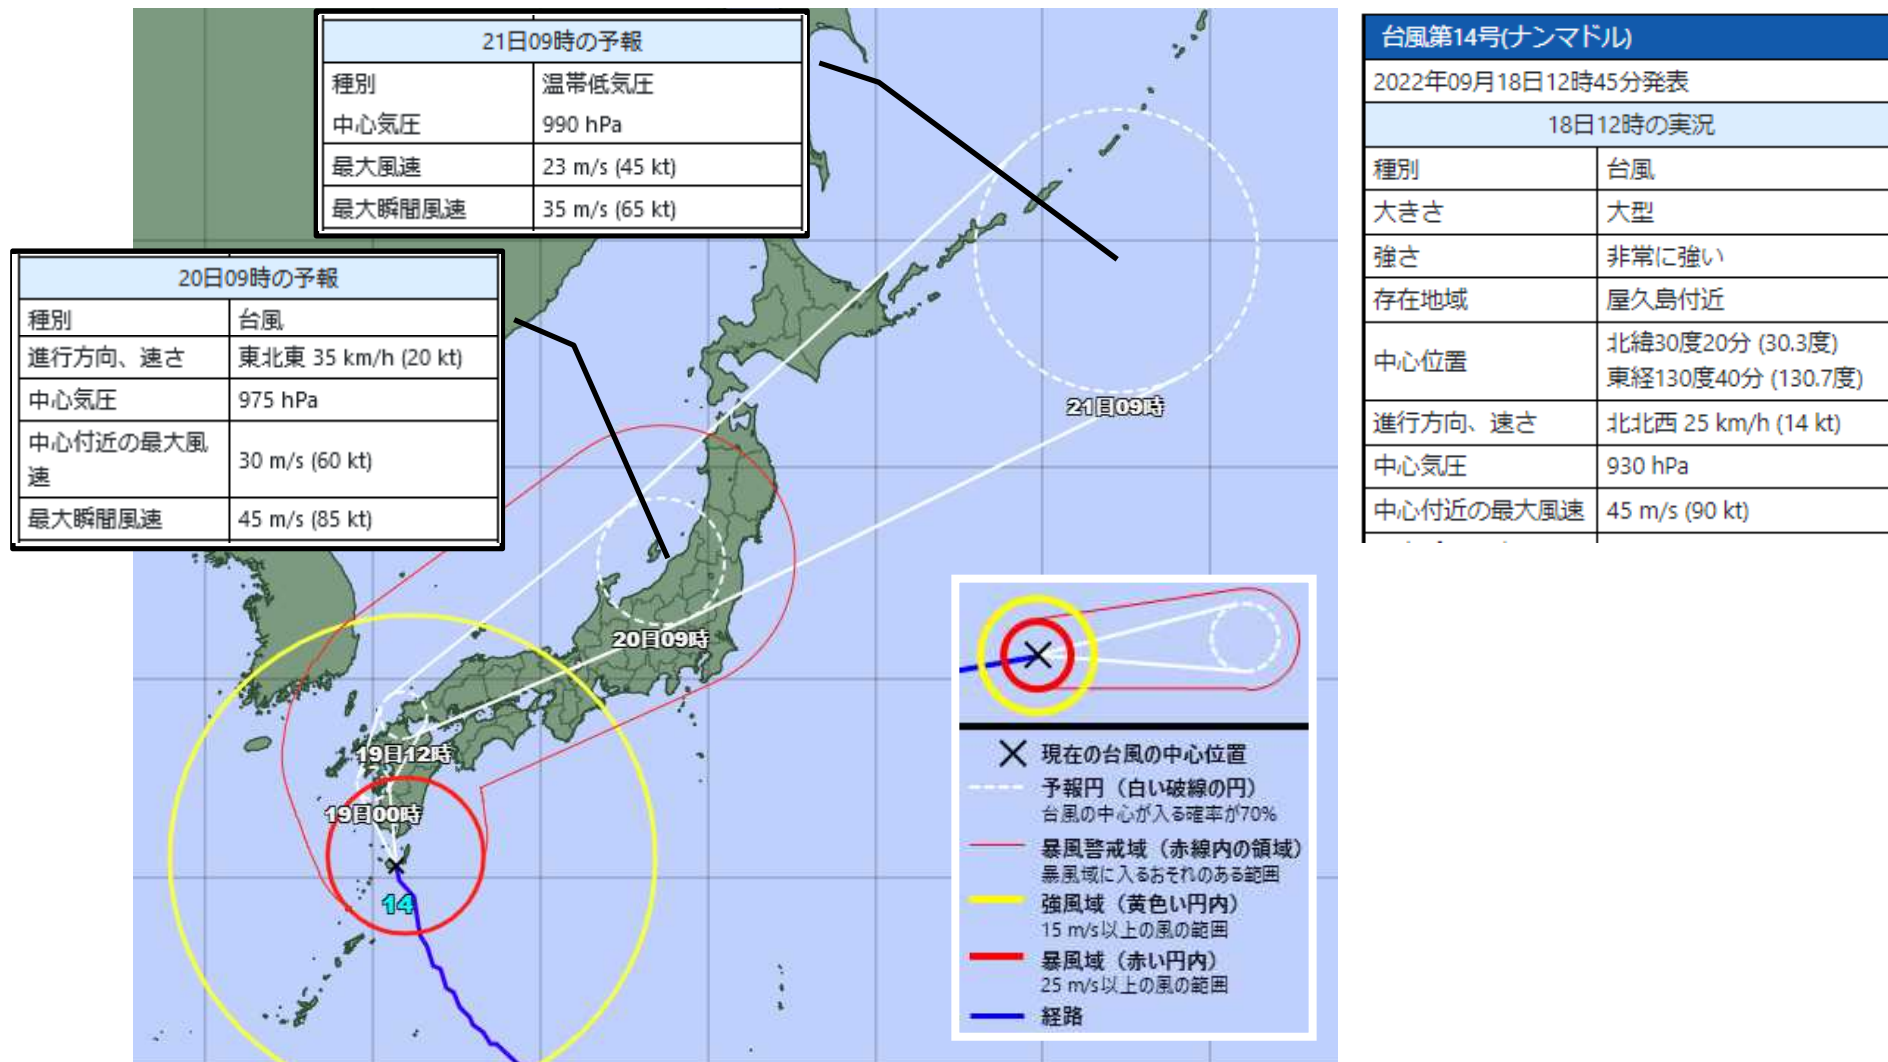 21日09時の予報
種別 温帯低気圧
中心気圧 990 hPa
最大風速 23 m/s (45 kt)
最大瞬間風速 35 m/s (65 kt)
20日09時の予報
種別 台風
進行方向、速さ 東北東 35 km/h (20 kt)
中心気圧 975 hPa
中心付近の最大風
速 30 m/s (60 kt)
最大瞬間風速 45 m/s (85 kt)
21日09時
20日09時
19日12時
19日00時
14
台風第14号(ナンマドル)
2022年09月18日12時45分発表
18日12時の実況
種別 台風
大きさ 大型
強さ 非常に強い
存在地域 屋久島付近
中心位置 北緯30度20分 (30.3度)
東経130度40分 (130.7度)
進行方向、速さ 北北西 25 km/h (14 kt)
中心気圧 930 hPa
中心付近の最大風速 45 m/s (90 kt)
現在の台風の中心位置
予報円（白い破線の円）
台風の中心が入る確率が70%
暴風警戒域（赤線内の領域）
暴風域に入るおそれのある範囲
強風域（黄色い円内）
15 m/s以上の風の範囲
暴風域（赤い円内）
25 m/s以上の風の範囲
経路